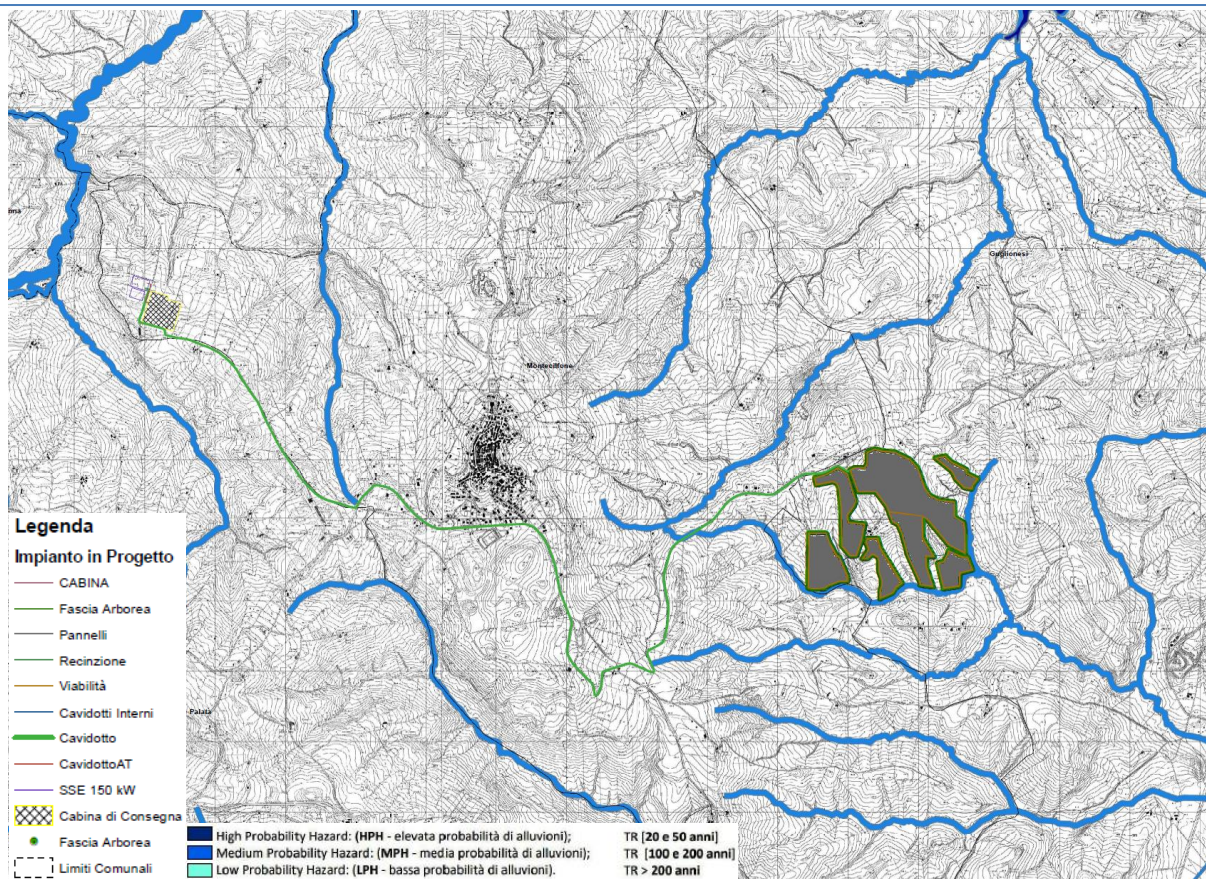 Guglionesi
Montecilfone
Palata
Legenda
Impianto in Progetto
CABINA
Fascia Arborea
Pannelli
Recinzione
Viabilità
Cavidotti Interni
Cavidotto
CavidottoAT
SSE 150 kW
Cabina di Consegna
Fascia Arborea
Limiti Comunali
High Probability Hazard: (HPH - elevata probabilità di alluvioni); TR [20 e 50 anni]
Medium Probability Hazard: (MPH - media probabilità di alluvioni); TR [100 e 200 anni]
Low Probability Hazard: (LPH - bassa probabilità di alluvioni). TR > 200 anni